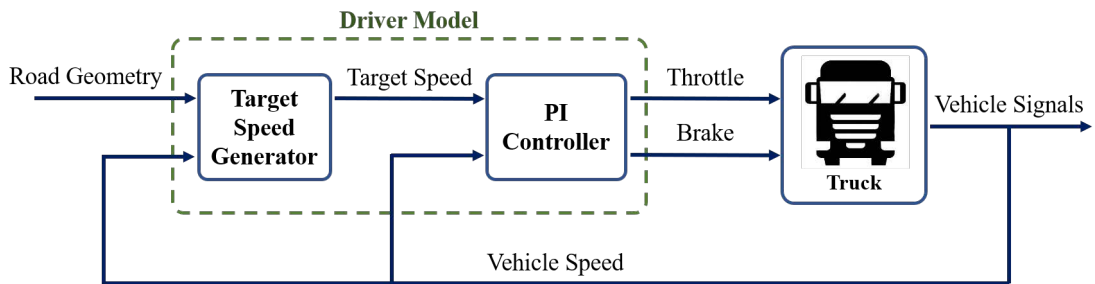 Driver Model
Road Geometry
Target
Speed
Generator
Target Speed
PI
Controller
Throttle
Brake
Truck
Vehicle Signals
Vehicle Speed